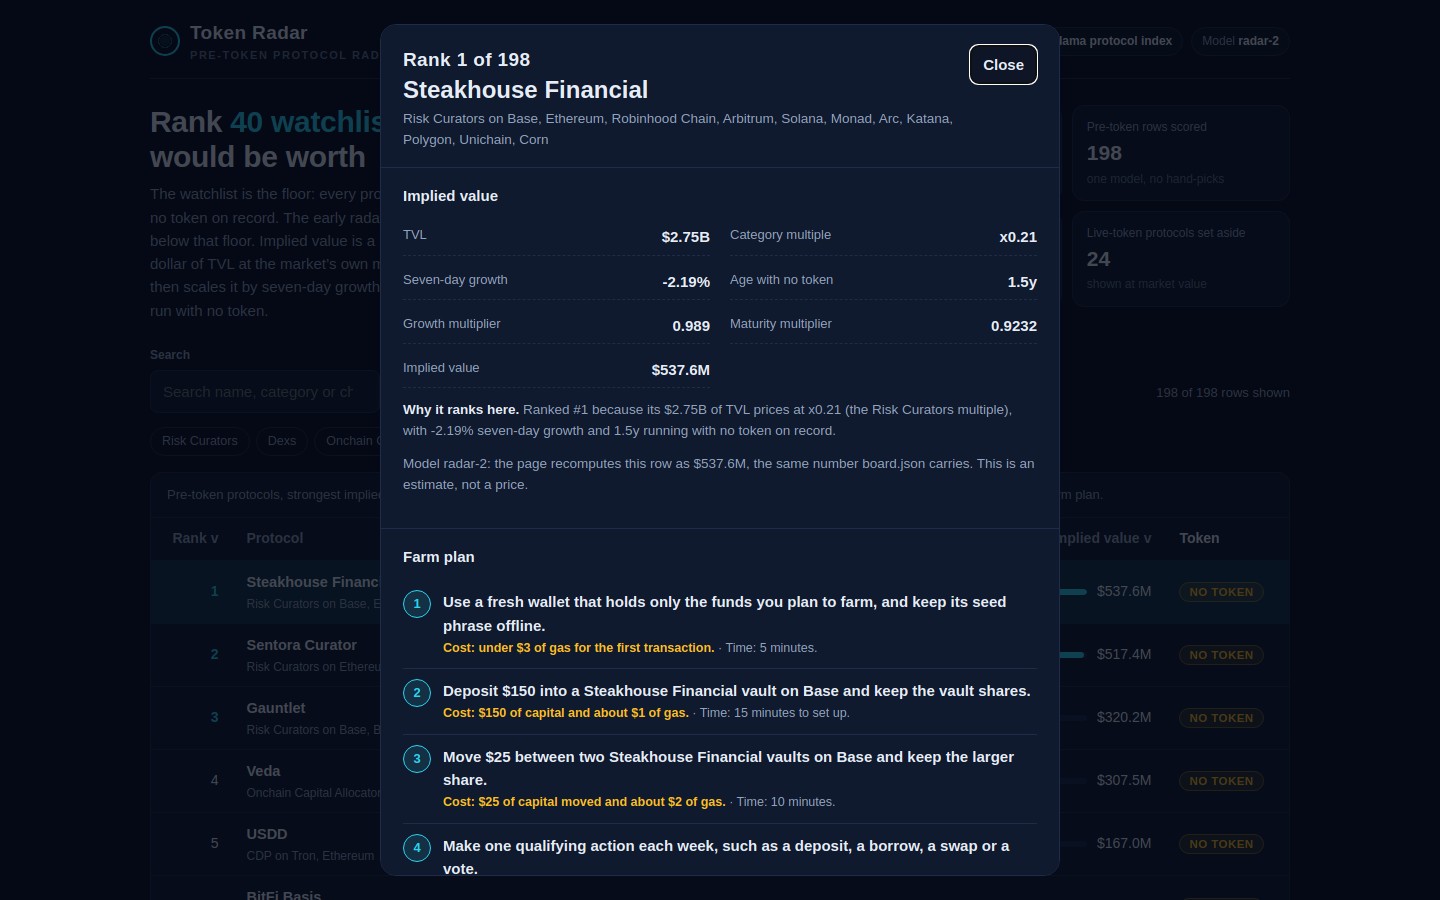 Token Radar
PRE-TOKEN PROTOCOL RAD
lama protocol index
Model radar-2
Rank 40 watchlis
would be worth
The watchlist is the floor: every pro
no token on record. The early rada
below that floor. Implied value is a
dollar of TVL at the market's own m
then scales it by seven-day growth
run with no token.
Pre-token rows scored
198
one model, no hand-picks
Live-token protocols set aside
24
shown at market value
Search
Search name, category or ch
198 of 198 rows shown
Risk Curators
Dexs
Onchain C
Pre-token protocols, strongest implie
m plan.
Rank v
Protocol
mplied value v
Token
1
Steakhouse Financ
Risk Curators on Base, E
$537.6M
NO TOKEN
2
Sentora Curator
Risk Curators on Ethereu
$517.4M
NO TOKEN
3
Gauntlet
Risk Curators on Base, B
$320.2M
NO TOKEN
4
Veda
Onchain Capital Allocator
$307.5M
NO TOKEN
5
USDD
CDP on Tron, Ethereum
$167.0M
NO TOKEN
BitFi Basis
Rank 1 of 198
Steakhouse Financial
Risk Curators on Base, Ethereum, Robinhood Chain, Arbitrum, Solana, Monad, Arc, Katana,
Polygon, Unichain, Corn
Close
Implied value
TVL
$2.75B
Category multiple
x0.21
Seven-day growth
-2.19%
Age with no token
1.5y
Growth multiplier
0.989
Maturity multiplier
0.9232
Implied value
$537.6M
Why it ranks here. Ranked #1 because its $2.75B of TVL prices at x0.21 (the Risk Curators multiple),
with -2.19% seven-day growth and 1.5y running with no token on record.
Model radar-2: the page recomputes this row as $537.6M, the same number board.json carries. This is an
estimate, not a price.
Farm plan
1
Use a fresh wallet that holds only the funds you plan to farm, and keep its seed
phrase offline.
Cost: under $3 of gas for the first transaction. · Time: 5 minutes.
2
Deposit $150 into a Steakhouse Financial vault on Base and keep the vault shares.
Cost: $150 of capital and about $1 of gas. · Time: 15 minutes to set up.
3
Move $25 between two Steakhouse Financial vaults on Base and keep the larger
share.
Cost: $25 of capital moved and about $2 of gas. · Time: 10 minutes.
4
Make one qualifying action each week, such as a deposit, a borrow, a swap or a
vote.